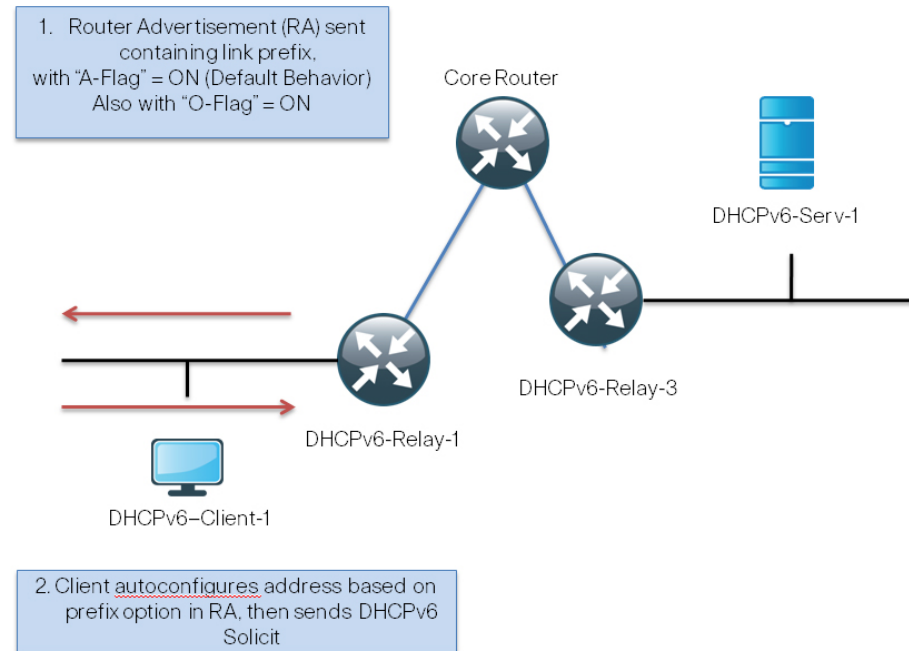 1. Router Advertisement (RA) sent
containing link prefix,
with “A-Flag” = ON (Default Behavior)
Also with “O-Flag” = ON
Core Router
DHCPv6-Serv-1
DHCPv6-Relay-3
DHCPv6-Relay-1
DHCPv6–Client-1
2. Client autoconfigures address based on
prefix option in RA, then sends DHCPv6
Solicit